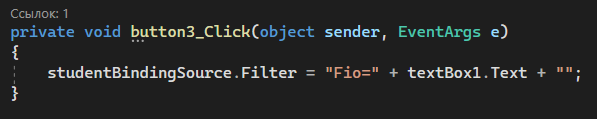 Ссылок: 1
private void button3_Click(object sender, EventArgs e)
{
studentBindingSource.Filter = "Fio=" + textBox1.Text + "";
}